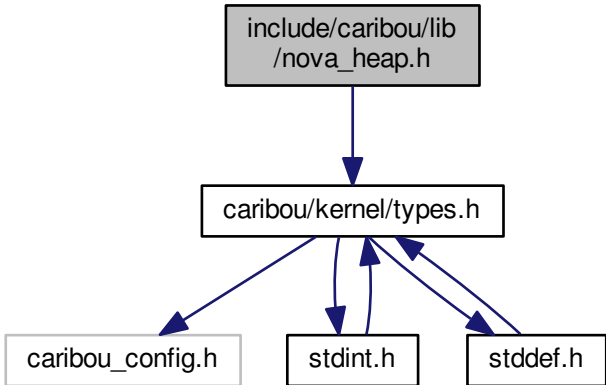 include/caribou/lib
/nova_heap.h
caribou/kernel/types.h
caribou_config.h
stdint.h
stddef.h